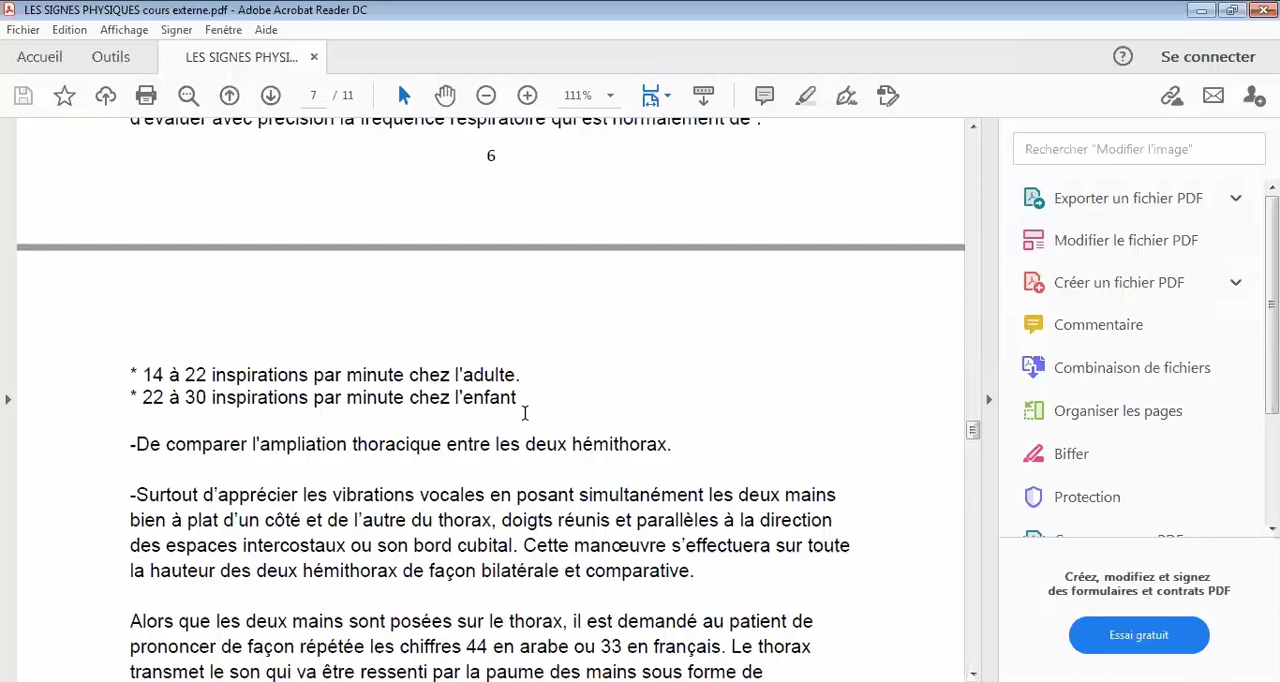 LES SIGNES PHYSIQUES cours externe.pdf - Adobe Acrobat Reader DC
Fichier Edition Affichage Signer Fenêtre Aide
Accueil Outils LES SIGNES PHYSI... × Se connecter
7 / 11 111%
d'évaluer avec précision la fréquence respiratoire qui est normalement de :
6
* 14 à 22 inspirations par minute chez l'adulte.
* 22 à 30 inspirations par minute chez l'enfant
-De comparer l'ampliation thoracique entre les deux hémithorax.
-Surtout d'apprécier les vibrations vocales en posant simultanément les deux mains
bien à plat d'un côté et de l'autre du thorax, doigts réunis et parallèles à la direction
des espaces intercostaux ou son bord cubital. Cette manœuvre s'effectuera sur toute
la hauteur des deux hémithorax de façon bilatérale et comparative.
Alors que les deux mains sont posées sur le thorax, il est demandé au patient de
prononcer de façon répétée les chiffres 44 en arabe ou 33 en français. Le thorax
transmet le son qui va être ressenti par la paume des mains sous forme de
Rechercher "Modifier l'image"
Exporter un fichier PDF
Modifier le fichier PDF
Créer un fichier PDF
Commentaire
Combinaison de fichiers
Organiser les pages
Biffer
Protection
Créez, modifiez et signez
des formulaires et contrats PDF
Essai gratuit